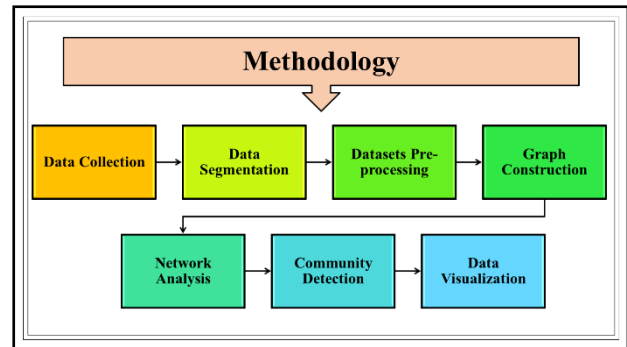 Methodology
Data Collection
Data
Segmentation
Datasets Pre-
processing
Graph
Construction
Network
Analysis
Community
Detection
Data
Visualization